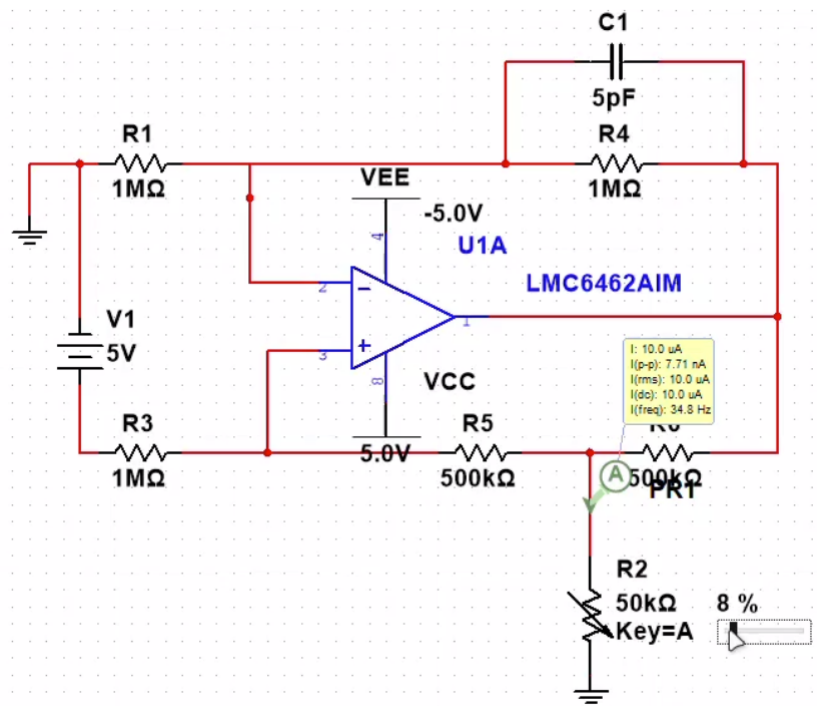 C1
5pF
R1
1MΩ
R4
1MΩ
VEE
-5.0V
4
U1A
LMC6462AIM
2
1
3
8
V1
5V
VCC
5.0V
I: 10.0 uA
I(p-p): 7.71 nA
I(rms): 10.0 uA
I(dc): 10.0 uA
I(freq): 34.8 Hz
R3
1MΩ
R5
500kΩ
A
500kΩ
PR1
R2
50kΩ
Key=A
8 %